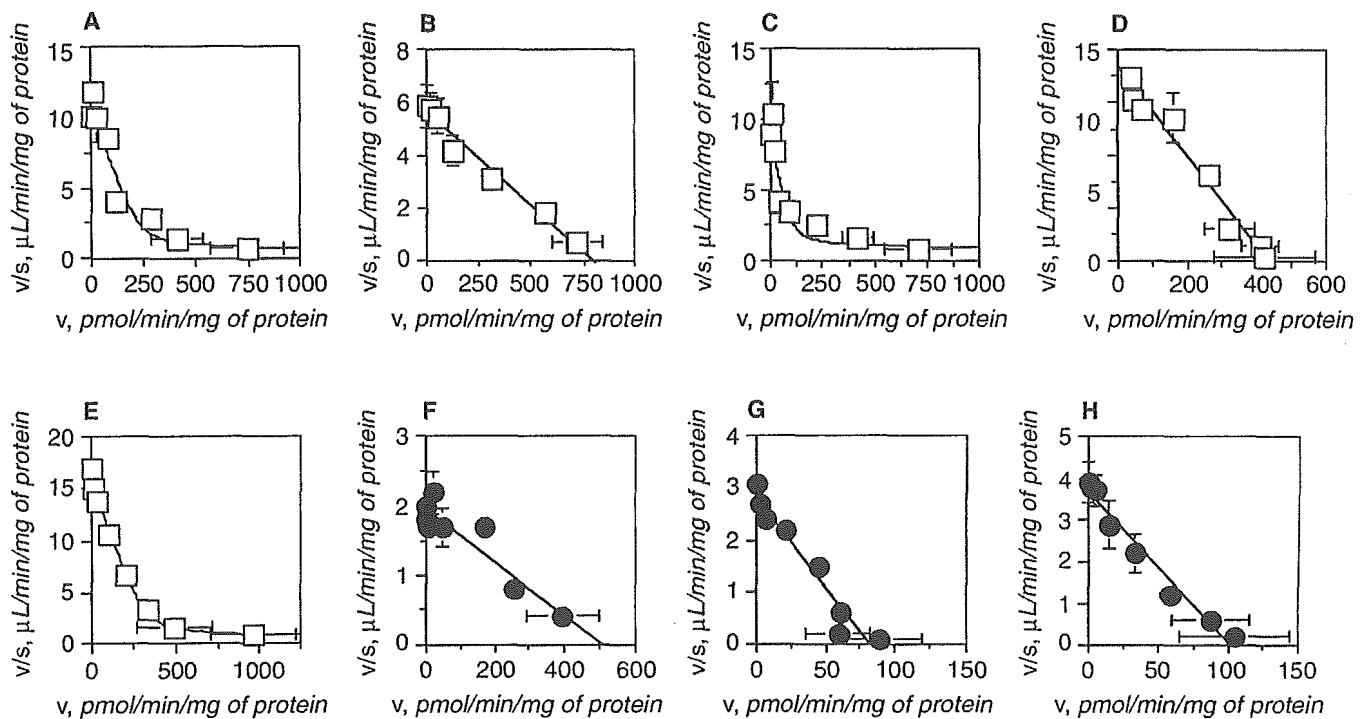 A
v/s, µL/min/mg of protein
15
10
5
0
0 250 500 750 1000
v, pmol/min/mg of protein
B
v/s, µL/min/mg of protein
8
6
4
2
0
0 250 500 750 1000
v, pmol/min/mg of protein
C
v/s, µL/min/mg of protein
15
10
5
0
0 250 500 750 1000
v, pmol/min/mg of protein
D
v/s, µL/min/mg of protein
15
10
5
0
0 200 400 600
v, pmol/min/mg of protein
E
v/s, µL/min/mg of protein
20
15
10
5
0
0 500 1000
v, pmol/min/mg of protein
F
v/s, µL/min/mg of protein
3
2
1
0
0 200 400 600
v, pmol/min/mg of protein
G
v/s, µL/min/mg of protein
4
3
2
1
0
0 50 100 150
v, pmol/min/mg of protein
H
v/s, µL/min/mg of protein
5
4
3
2
1
0
0 50 100 150
v, pmol/min/mg of protein